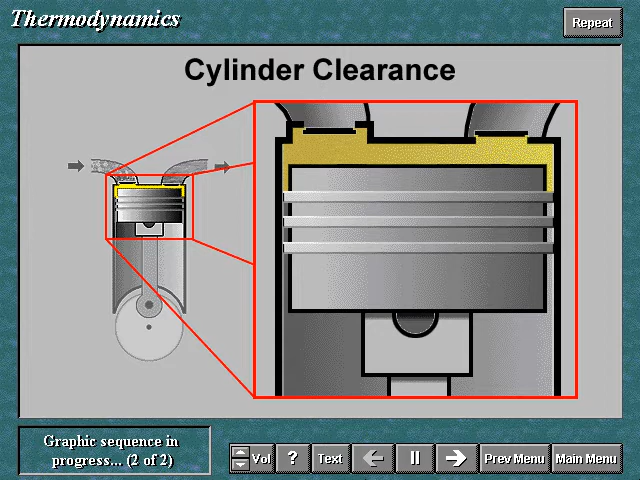 Thermodynamics
Repeat
Cylinder Clearance
Graphic sequence in
progress... (2 of 2)
Vol
?
Text
Prev Menu
Main Menu